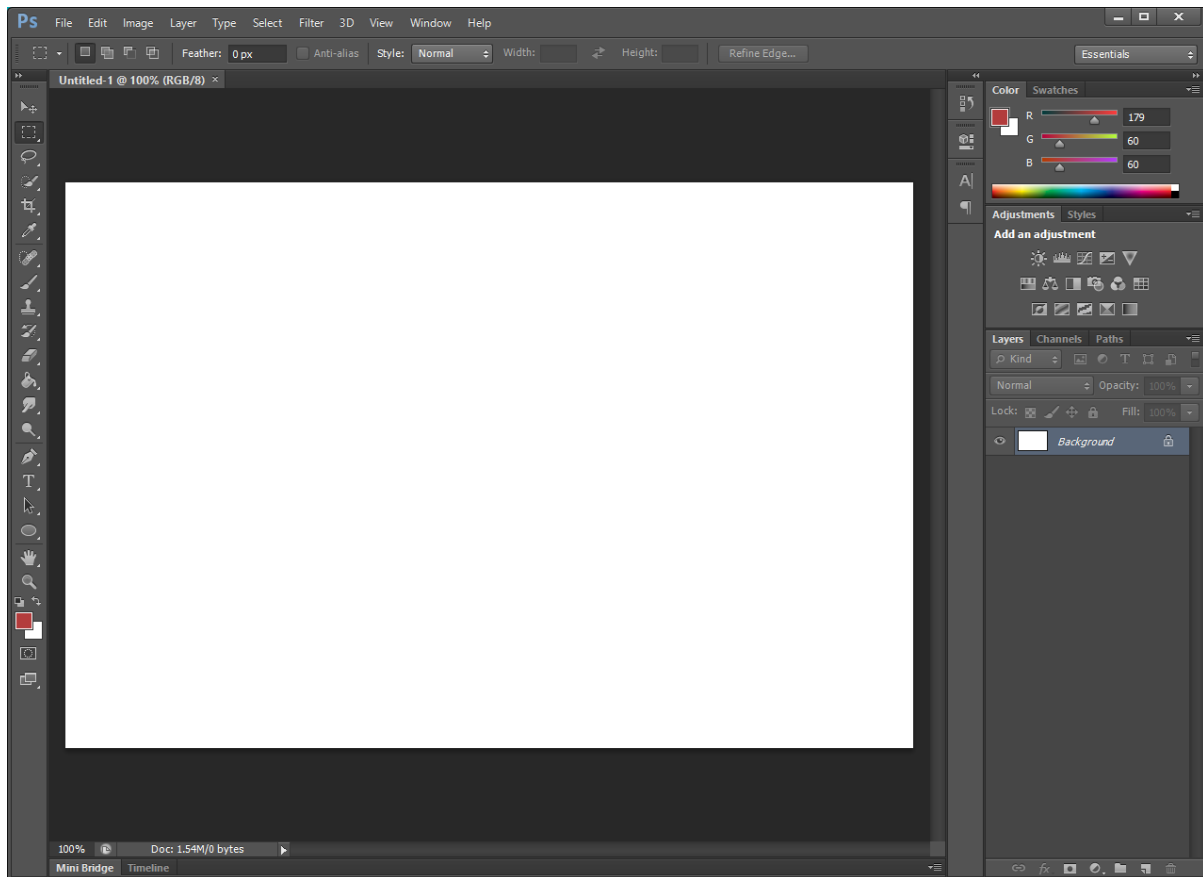 Ps File Edit Image Layer Type Select Filter 3D View Window Help
Feather: 0 px Anti-alias Style: Normal Width: Height: Refine Edge... Essentials
Untitled-1 @ 100% (RGB/8) ×
Color Swatches
R 179
G 60
B 60
Adjustments Styles
Add an adjustment
Layers Channels Paths
Kind
Normal Opacity: 100%
Lock: Fill: 100%
Background
100% Doc: 1.54M/0 bytes
Mini Bridge Timeline